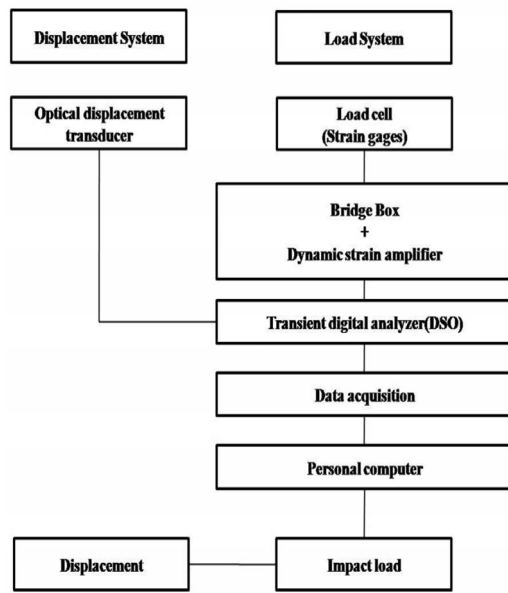 Displacement System
Load System
Optical displacement
transducer
Load cell
(Strain gages)
Bridge Box
+
Dynamic strain amplifier
Transient digital analyzer(DSO)
Data acquisition
Personal computer
Displacement
Impact load